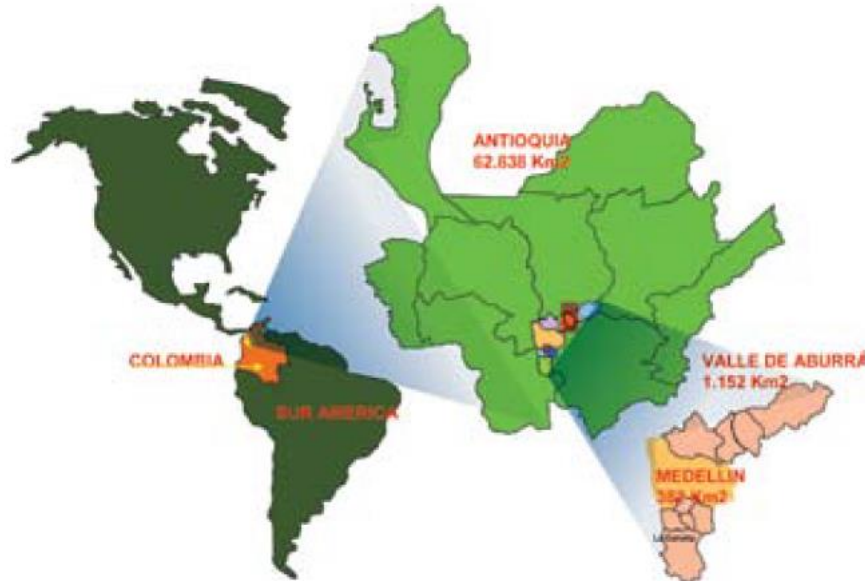 ANTIOQUIA
62.838 Km2
COLOMBIA
SUR AMERICA
VALLE DE ABURRÁ
1.152 Km2
MEDELLIN
Km2